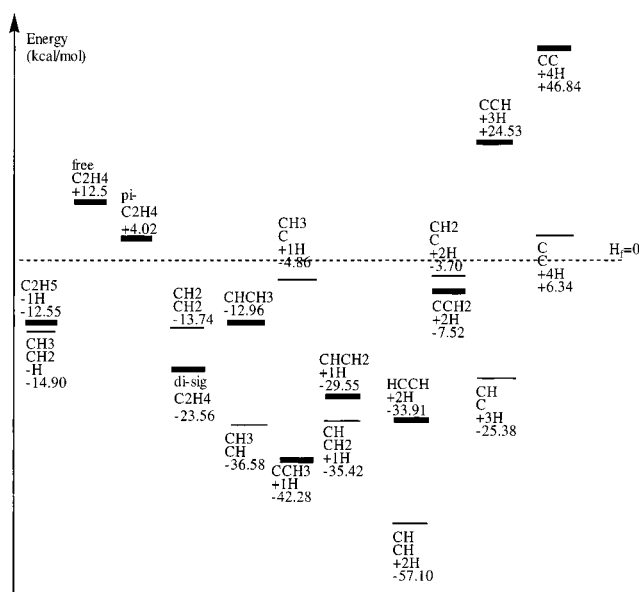 Energy
(kcal/mol)
CC
+4H
+46.84
CCH
+3H
+24.53
free
C2H4
+12.5
pi-
C2H4
+4.02
CH3
C
+1H
-4.86
CH2
C
+2H
-3.70
C
C
+4H
+6.34
Hf=0
C2H5
-1H
-12.55
CH3
CH2
-H
-14.90
CH2
CH2
-13.74
di-sig
C2H4
-23.56
CHCH3
-12.96
CH3
CH
-36.58
CCH3
+1H
-42.28
CHCH2
+1H
-29.55
CH
CH2
+1H
-35.42
HCCH
+2H
-33.91
CH
CH
+2H
-57.10
CCH2
+2H
-7.52
CH
C
+3H
-25.38